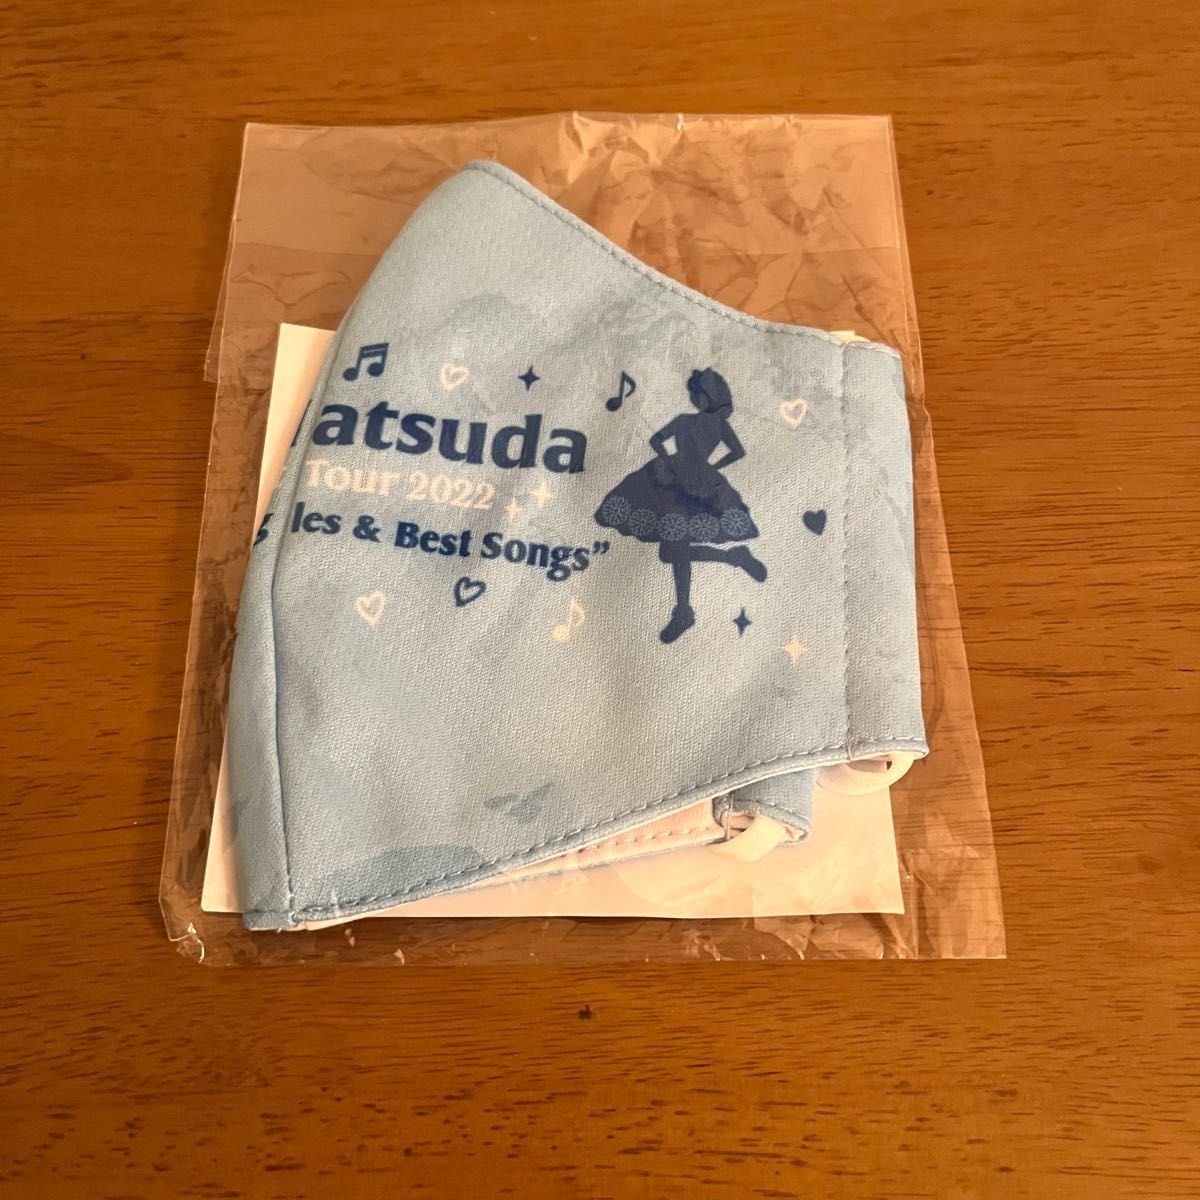 atsuda
Tour 2022
les & Best Songs”